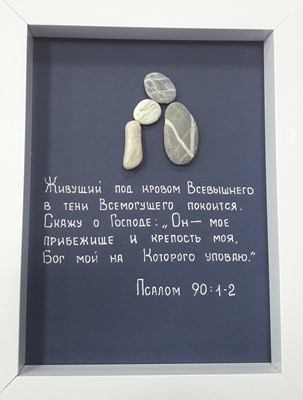 Живущий под кровом Всевышнего
в тени Всемогущего покоится.
Скажу о Господе: „Он— мое
прибежище и крепость моя,
Бог мой на Которого уповаю.“
Псалом 90:1-2